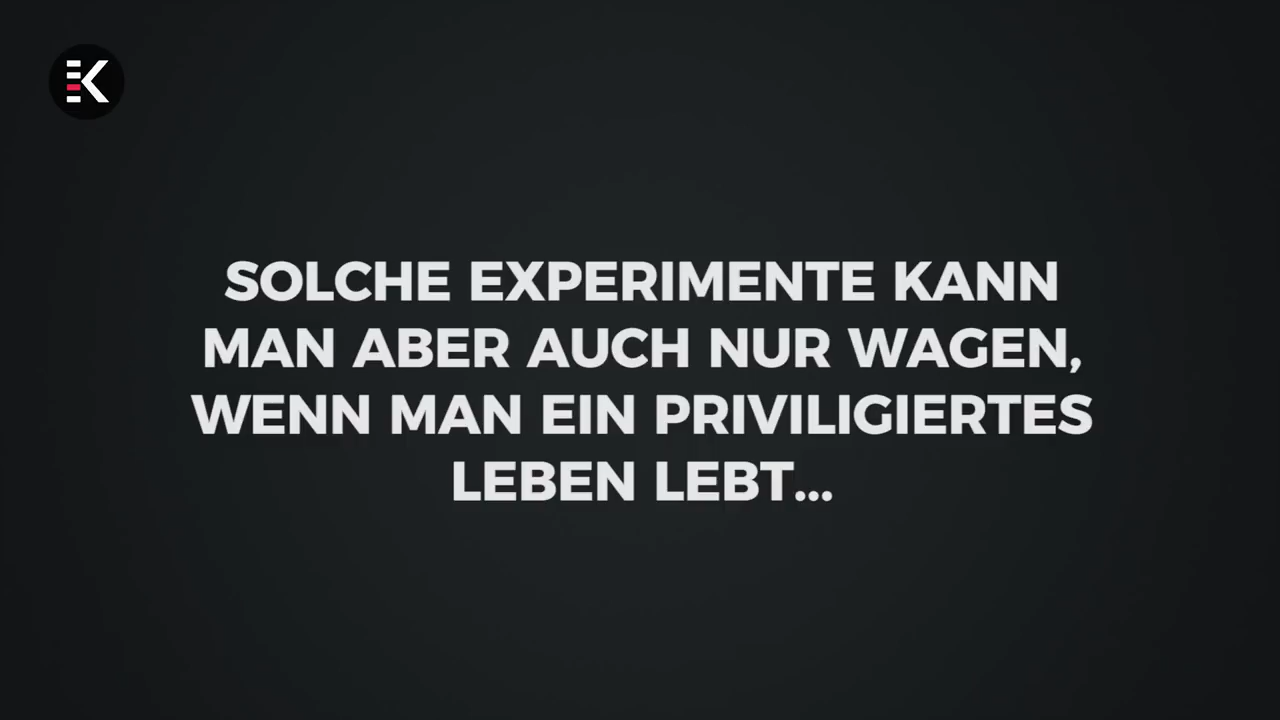 K
SOLCHE EXPERIMENTE KANN
MAN ABER AUCH NUR WAGEN,
WENN MAN EIN PRIVILIGIERTES
LEBEN LEBT...